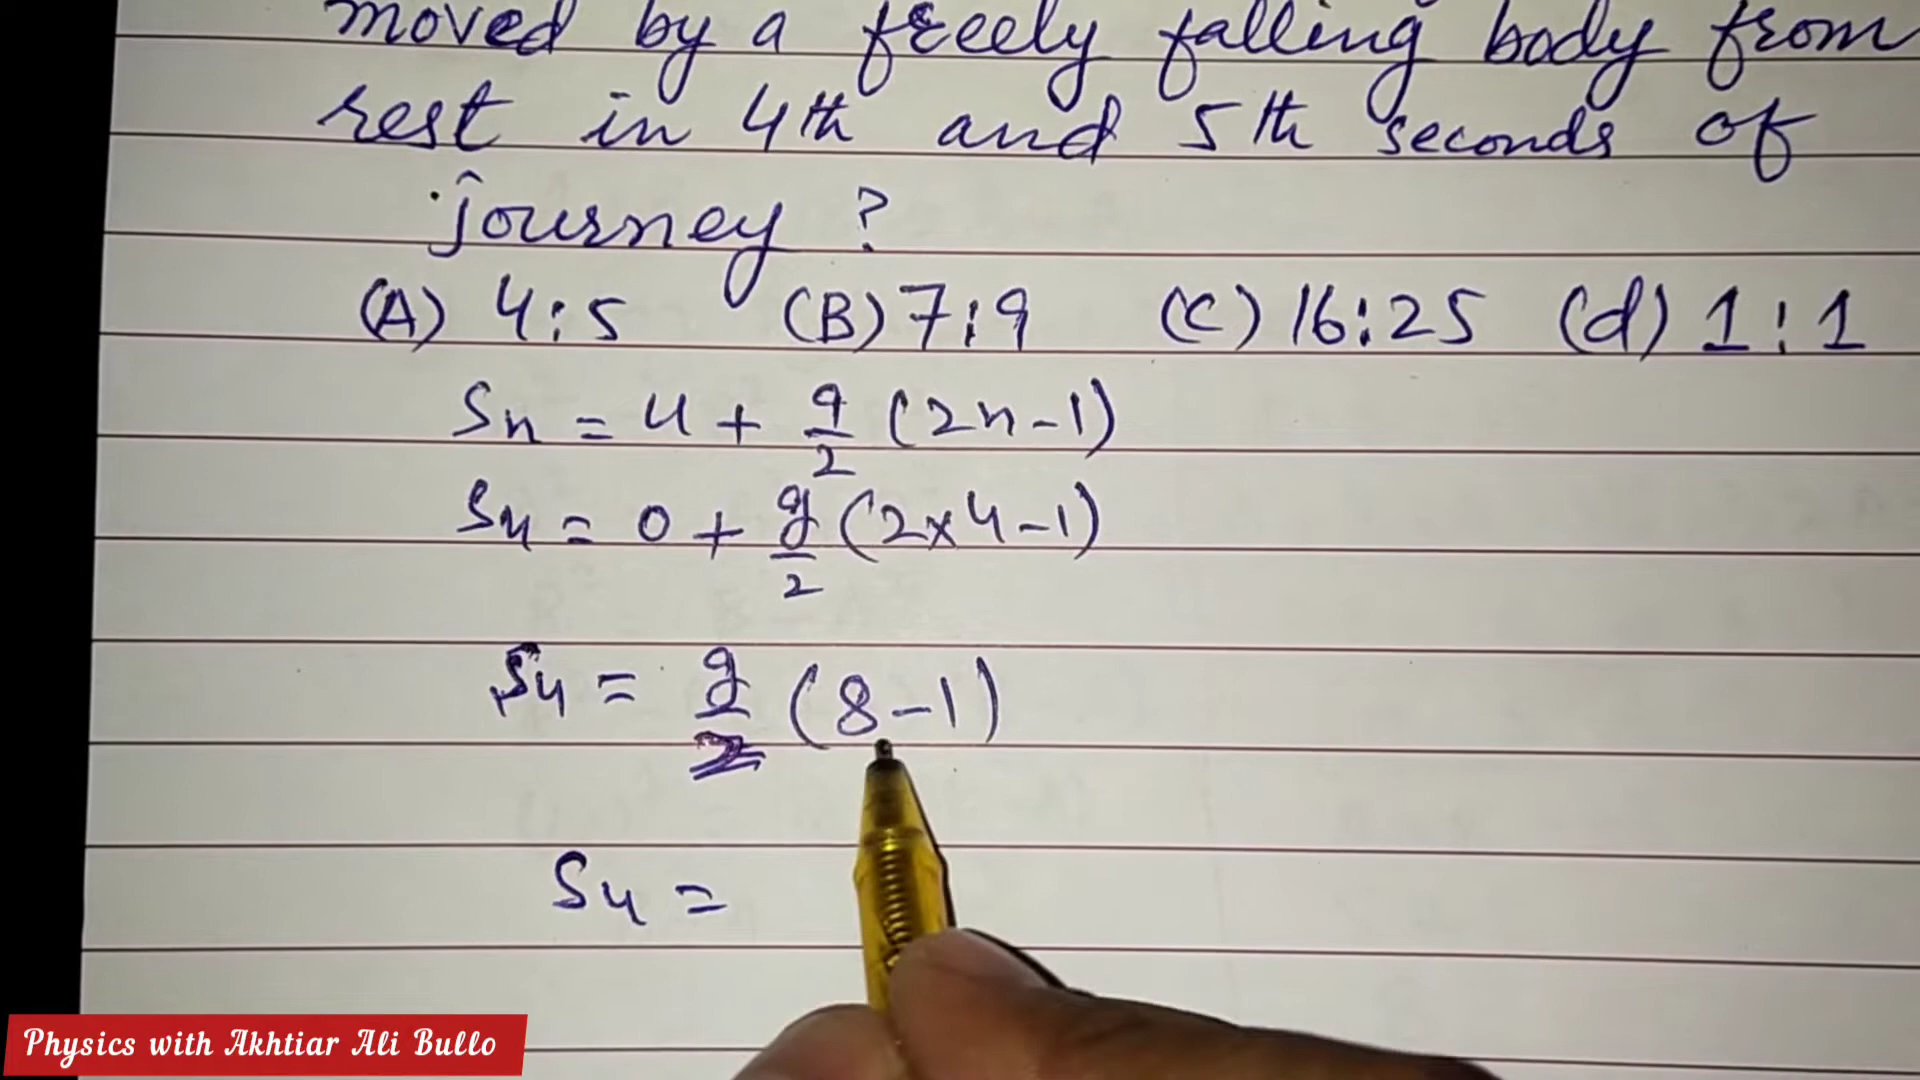 moved by a freely falling body from
rest in 4th and 5th seconds of
journey ?
(A) 4:5 (B) 7:9 (C) 16:25 (d) 1:1
Sn = u + a/2 (2n-1)
S4 = 0 + g/2 (2×4-1)
S4 = g/2 (8-1)
S4 =
Physics with Akhtiar Ali Bullo